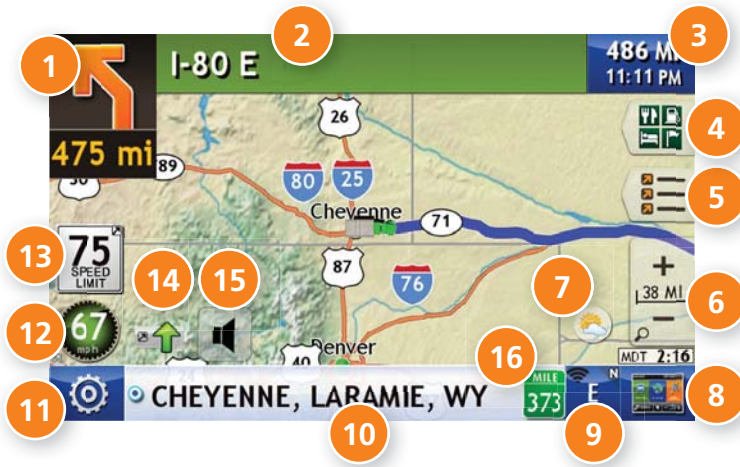 1
2
3
I-80 E
486 MI
11:11 PM
475 mi
4
26
89
80
25
5
Cheyenne
71
13
75
SPEED
LIMIT
14
15
87
76
7
+
38 MI
6
−
12
67
mph
Denver
40
16
MDT 2:16
11
CHEYENNE, LARAMIE, WY
MILE
373
N
E
8
10
9